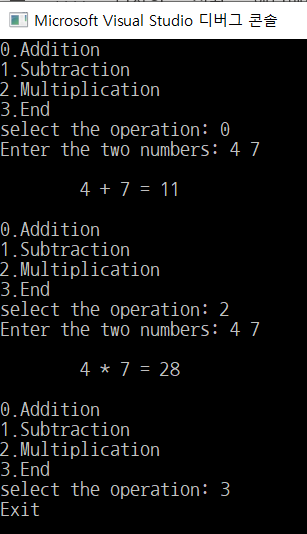 Microsoft Visual Studio 디버그 콘솔
0.Addition
1.Subtraction
2.Multiplication
3.End
select the operation: 0
Enter the two numbers: 4 7
4 + 7 = 11
0.Addition
1.Subtraction
2.Multiplication
3.End
select the operation: 2
Enter the two numbers: 4 7
4 * 7 = 28
0.Addition
1.Subtraction
2.Multiplication
3.End
select the operation: 3
Exit